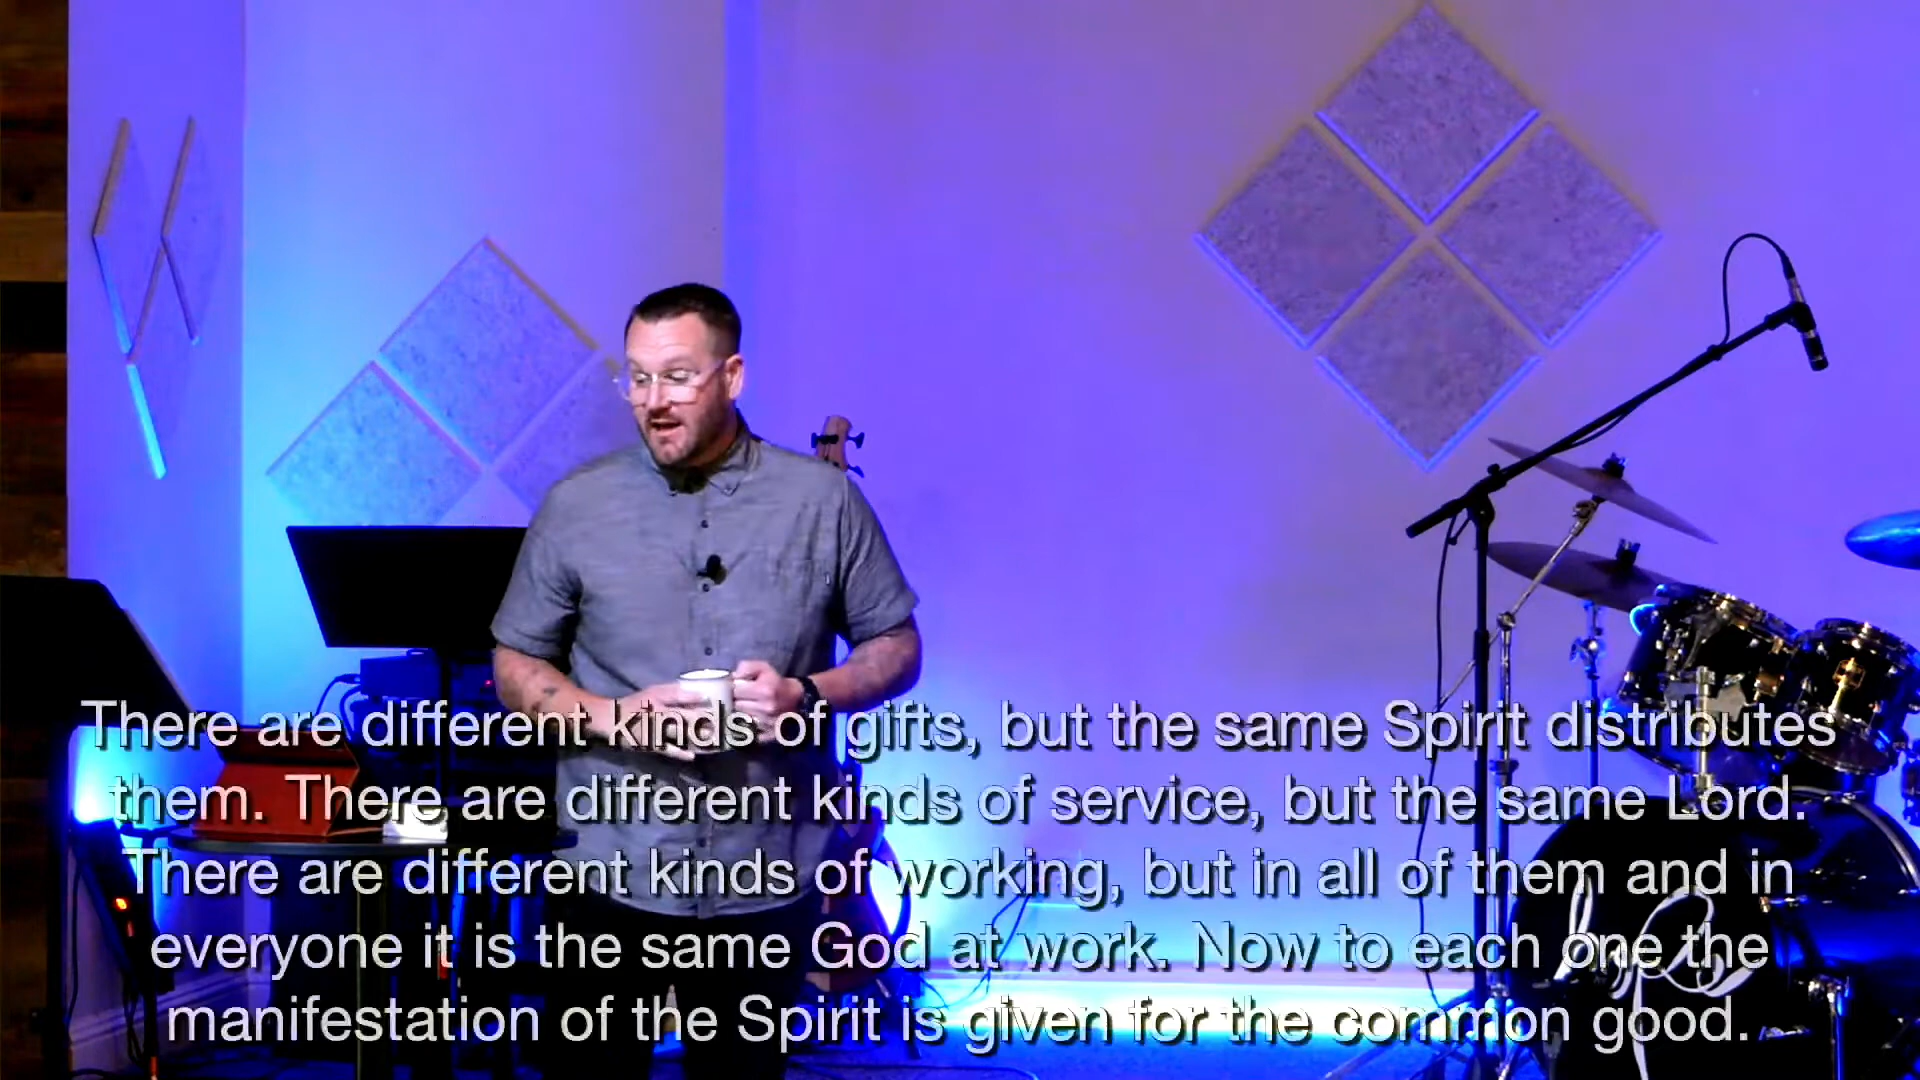 There are different kinds of gifts, but the same Spirit distributes
them. There are different kinds of service, but the same Lord.
There are different kinds of working, but in all of them and in
everyone it is the same God at work. Now to each one the
manifestation of the Spirit is given for the common good.
hope